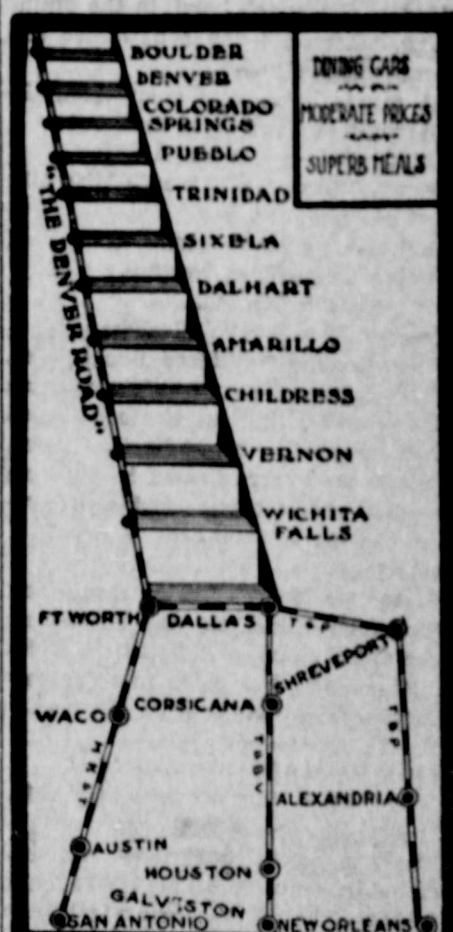 BOULDER
DENVER
COLORADO
SPRINGS
PUEBLO
TRINIDAD
SIXELA
DALHART
AMARILLO
CHILDRESS
VERNON
WICHITA
FALLS
DINING CARS
MODERATE PRICES
SUPERB MEALS
"THE DENVER ROAD"
FT WORTH
DALLAS
T & P
SHREVEPORT
WACO
CORSICANA
T & P
M K & T
T & B V
ALEXANDRIA
AUSTIN
HOUSTON
GALVESTON
SAN ANTONIO
NEW ORLEANS